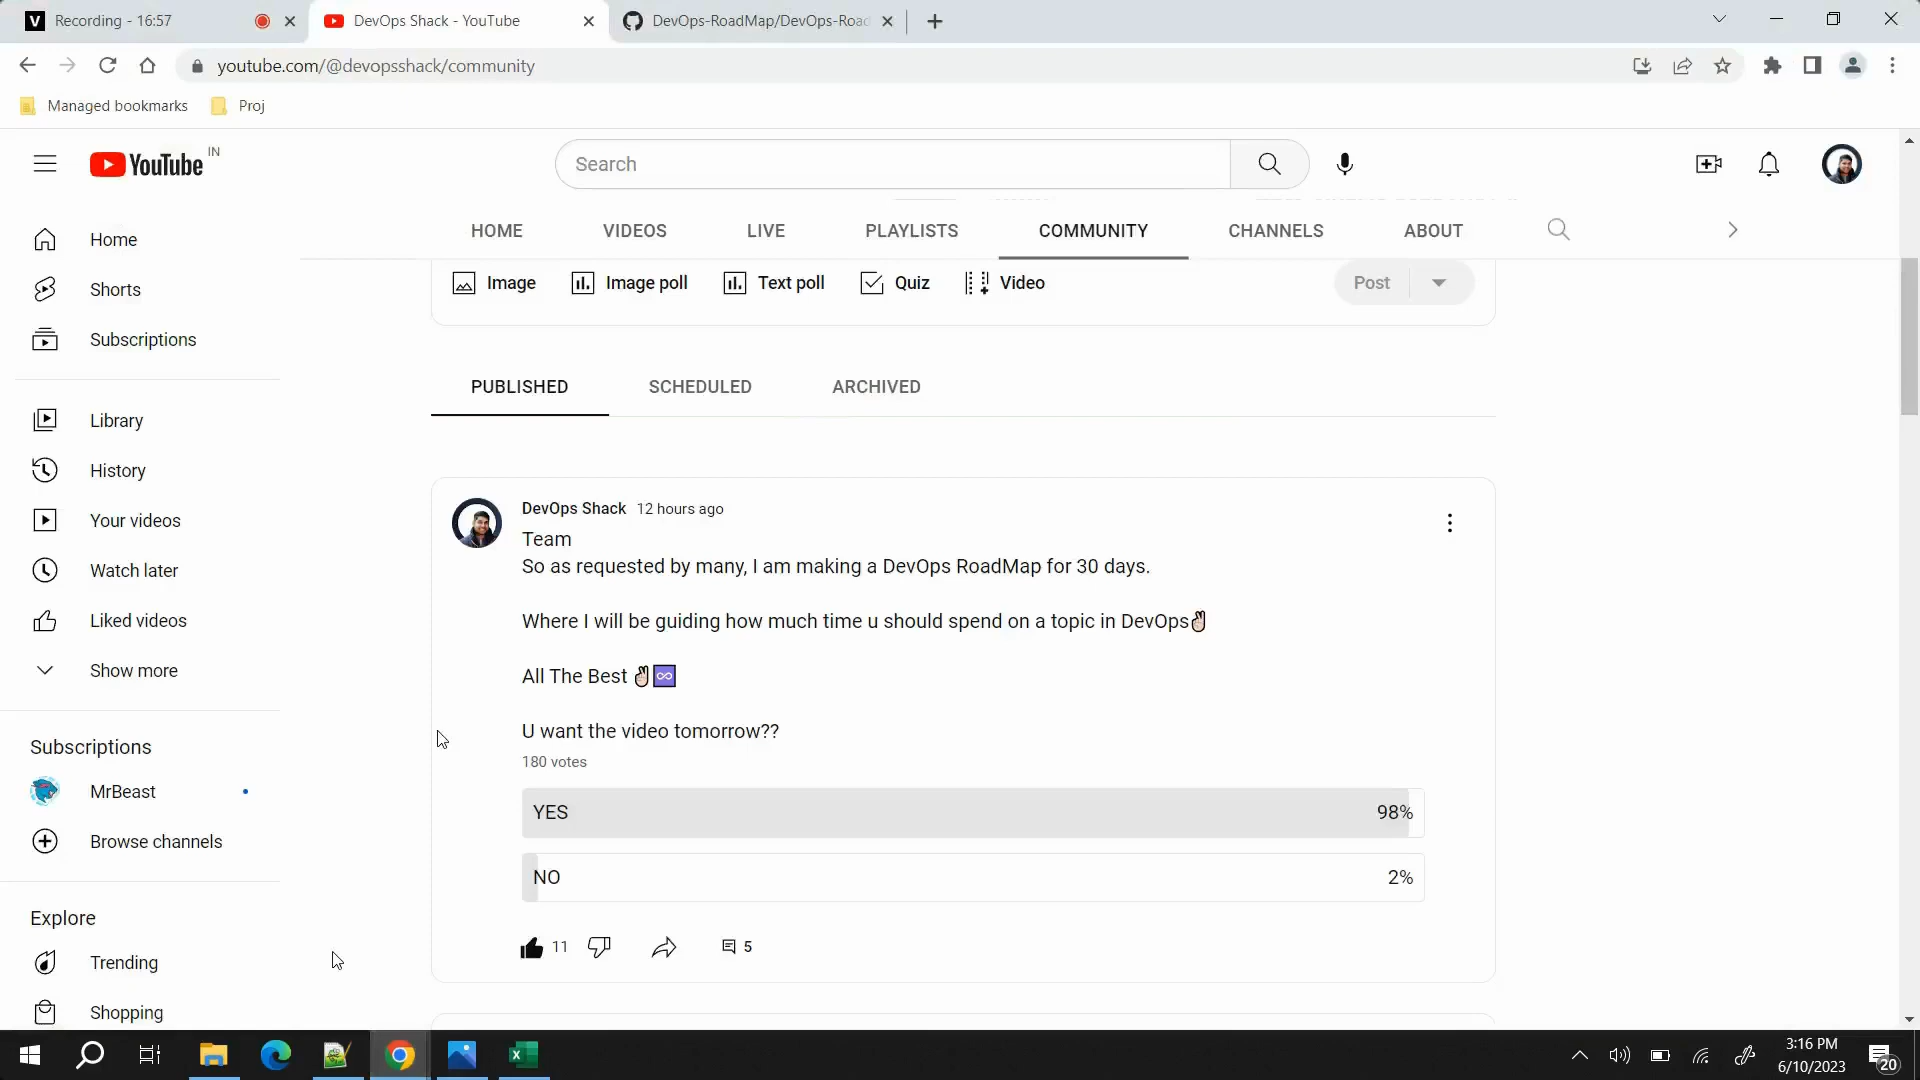 Recording - 16:57
DevOps Shack - YouTube
DevOps-RoadMap/DevOps-Road
youtube.com/@devopsshack/community
Managed bookmarks
Proj
YouTube IN
Search
HOME
VIDEOS
LIVE
PLAYLISTS
COMMUNITY
CHANNELS
ABOUT
Home
Shorts
Subscriptions
Library
History
Your videos
Watch later
Liked videos
Show more
Subscriptions
MrBeast
Browse channels
Explore
Trending
Shopping
Image
Image poll
Text poll
Quiz
Video
Post
PUBLISHED
SCHEDULED
ARCHIVED
DevOps Shack 12 hours ago
Team
So as requested by many, I am making a DevOps RoadMap for 30 days.
Where I will be guiding how much time u should spend on a topic in DevOps✌🏻
All The Best ✌🏻♾️
U want the video tomorrow??
180 votes
YES 98%
NO 2%
11
5
3:16 PM
6/10/2023
20